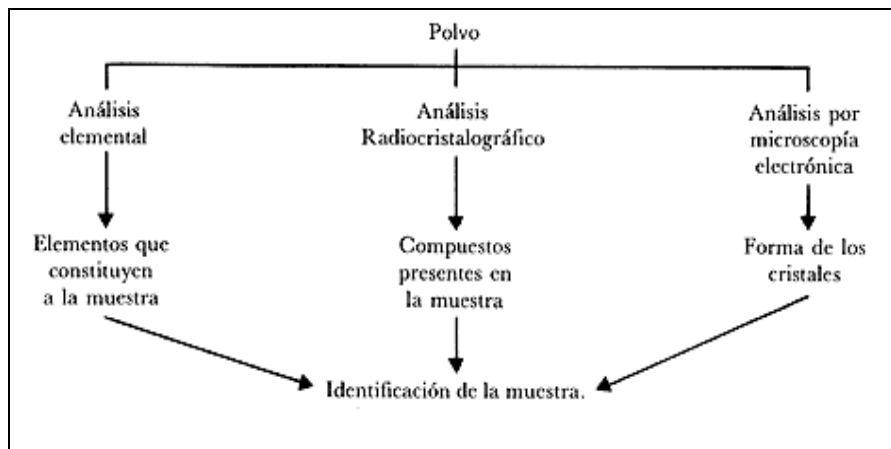 Polvo
Análisis
elemental
Análisis
Radiocristalográfico
Análisis por
microscopía
electrónica
Elementos que
constituyen
a la muestra
Compuestos
presentes en
la muestra
Forma de los
cristales
Identificación de la muestra.